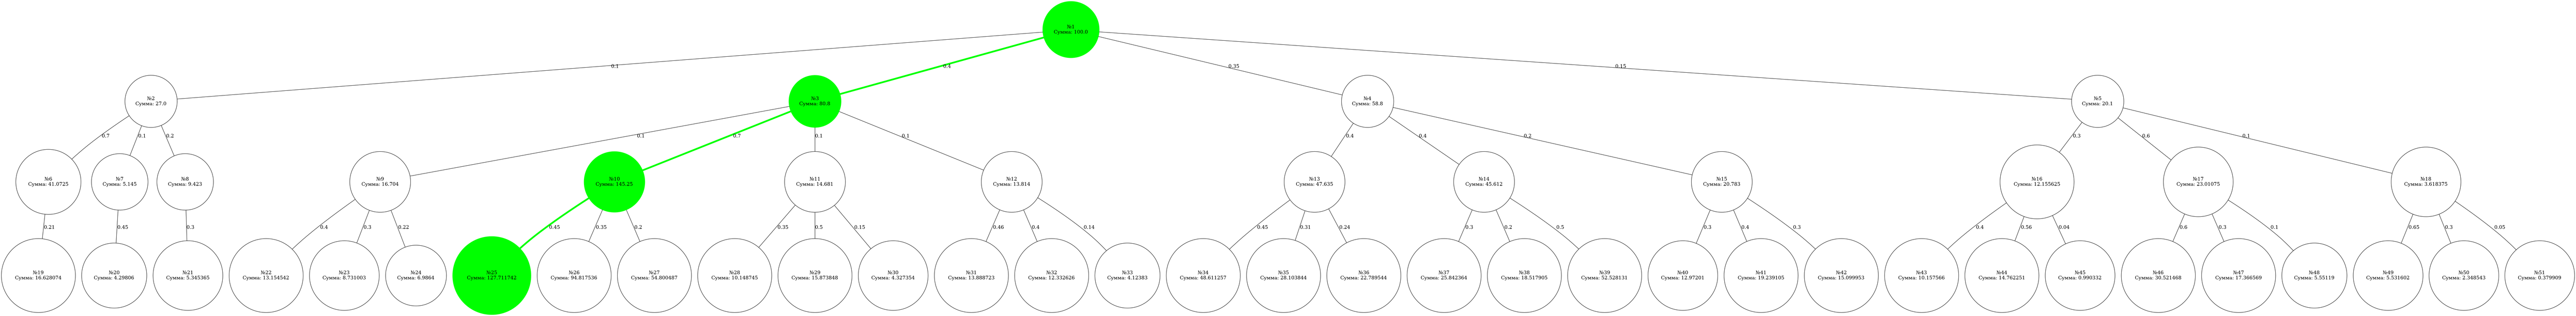 №1
Сумма: 100.0
0.1
0.4
0.35
0.15
№2
Сумма: 27.0
№3
Сумма: 80.8
№4
Сумма: 58.8
№5
Сумма: 20.1
0.7
0.1
0.2
0.1
0.7
0.1
0.1
0.4
0.4
0.2
0.3
0.6
0.1
№6
Сумма: 41.0725
№7
Сумма: 5.145
№8
Сумма: 9.423
№9
Сумма: 16.704
№10
Сумма: 145.25
№11
Сумма: 14.681
№12
Сумма: 13.814
№13
Сумма: 47.635
№14
Сумма: 45.612
№15
Сумма: 20.783
№16
Сумма: 12.155625
№17
Сумма: 23.01075
№18
Сумма: 3.618375
0.21
0.45
0.3
0.4
0.3
0.22
0.45
0.35
0.2
0.35
0.5
0.15
0.46
0.4
0.14
0.45
0.31
0.24
0.3
0.2
0.5
0.3
0.4
0.3
0.4
0.56
0.04
0.6
0.3
0.1
0.65
0.3
0.05
№19
Сумма: 16.628074
№20
Сумма: 4.29806
№21
Сумма: 5.345365
№22
Сумма: 13.154542
№23
Сумма: 8.731003
№24
Сумма: 6.9864
№25
Сумма: 127.711742
№26
Сумма: 94.817536
№27
Сумма: 54.800487
№28
Сумма: 10.148745
№29
Сумма: 15.873848
№30
Сумма: 4.327354
№31
Сумма: 13.888723
№32
Сумма: 12.332626
№33
Сумма: 4.12383
№34
Сумма: 48.611257
№35
Сумма: 28.103844
№36
Сумма: 22.789544
№37
Сумма: 25.842364
№38
Сумма: 18.517905
№39
Сумма: 52.528131
№40
Сумма: 12.97201
№41
Сумма: 19.239105
№42
Сумма: 15.099953
№43
Сумма: 10.157566
№44
Сумма: 14.762251
№45
Сумма: 0.990332
№46
Сумма: 30.521468
№47
Сумма: 17.366569
№48
Сумма: 5.55119
№49
Сумма: 5.531602
№50
Сумма: 2.348543
№51
Сумма: 0.379909